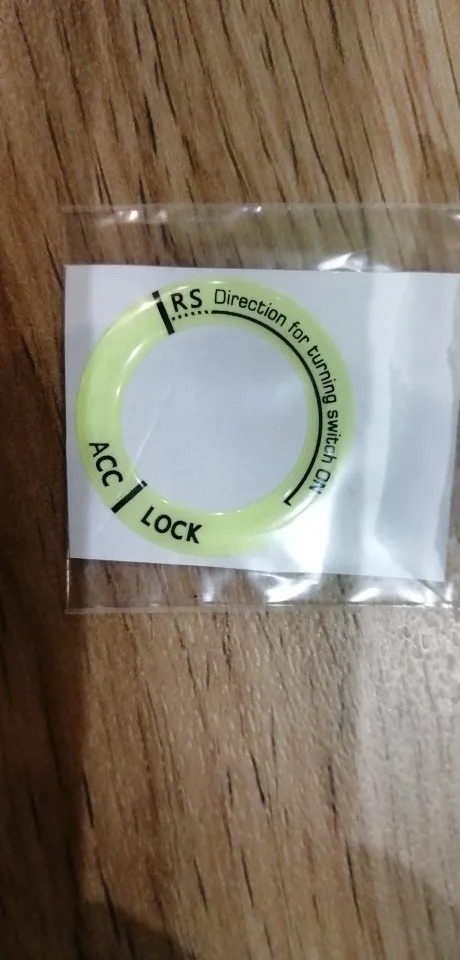 RS Direction for turning switch ON
ACC
LOCK